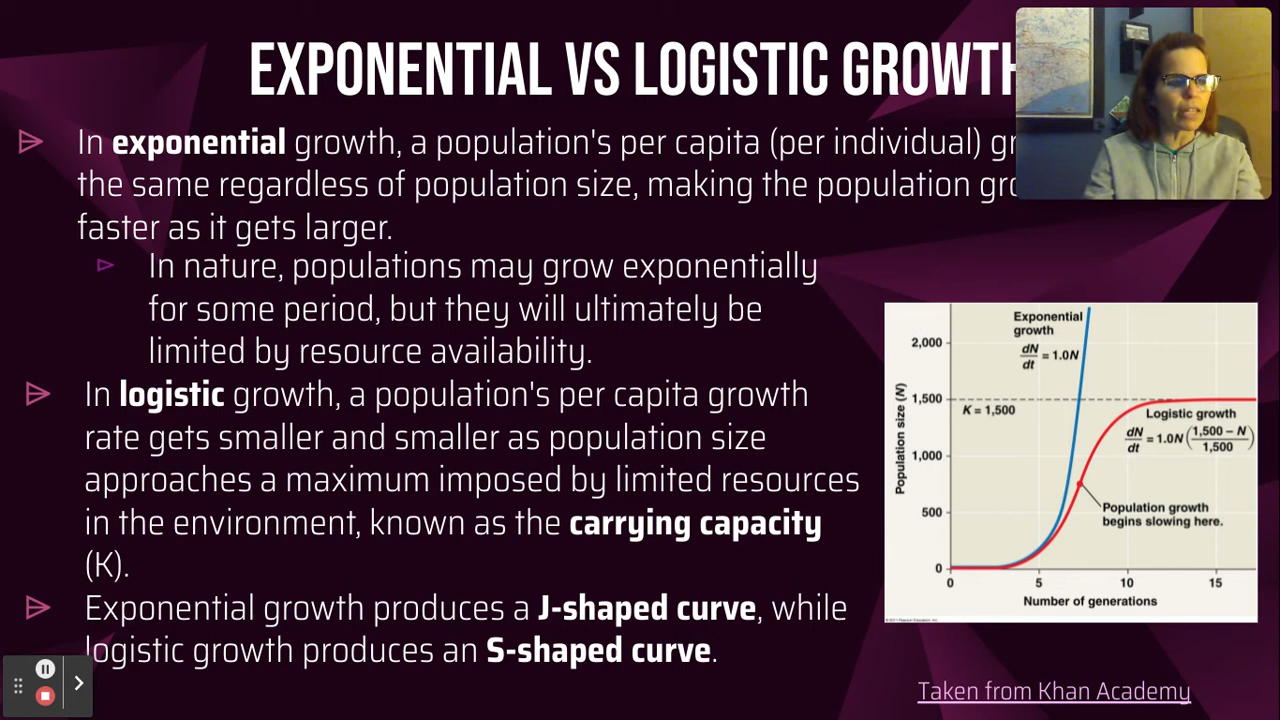 EXPONENTIAL VS LOGISTIC GROWTH
In exponential growth, a population's per capita (per individual)
the same regardless of population size, making the population
faster as it gets larger.
In nature, populations may grow exponentially
for some period, but they will ultimately be
limited by resource availability.
In logistic growth, a population's per capita growth
rate gets smaller and smaller as population size
approaches a maximum imposed by limited resources
in the environment, known as the carrying capacity
(K).
Exponential growth produces a J-shaped curve, while
logistic growth produces an S-shaped curve.
Exponential
growth
dN/dt = 1.0N
2,000
1,500
1,000
500
0
Population size (N)
K = 1,500
Logistic growth
dN/dt = 1.0N (1,500 – N / 1,500)
Population growth
begins slowing here.
0 5 10 15
Number of generations
Taken from Khan Academy